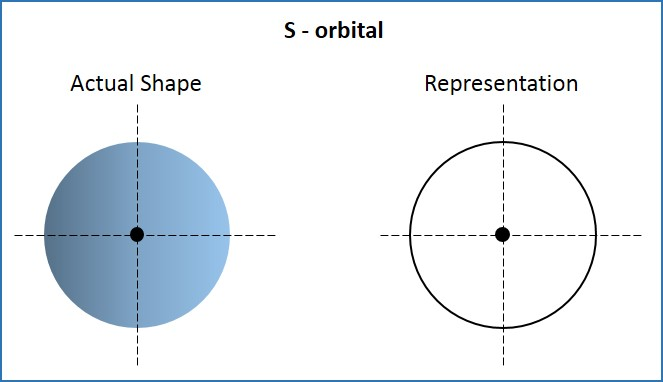 S - orbital
Actual Shape
Representation